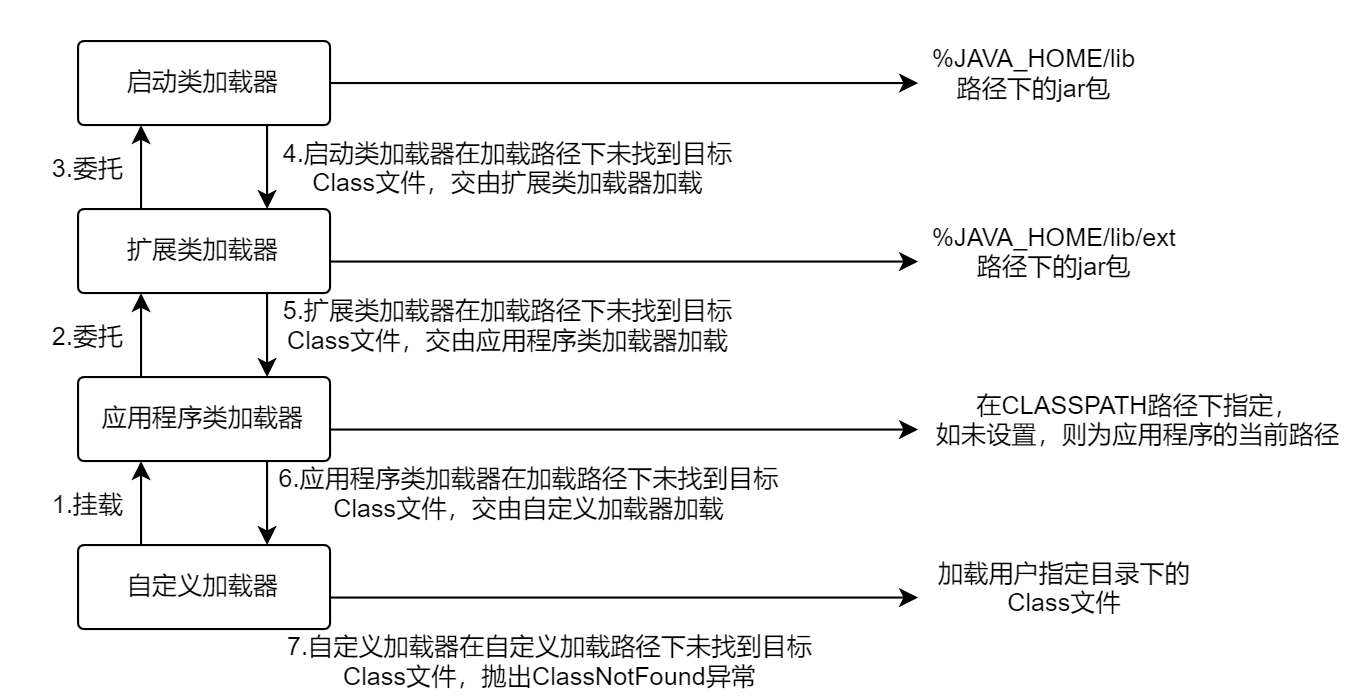 启动类加载器
%JAVA_HOME/lib
路径下的jar包
3.委托
4.启动类加载器在加载路径下未找到目标
Class文件，交由扩展类加载器加载
扩展类加载器
%JAVA_HOME/lib/ext
路径下的jar包
2.委托
5.扩展类加载器在加载路径下未找到目标
Class文件，交由应用程序类加载器加载
应用程序类加载器
在CLASSPATH路径下指定，
如未设置，则为应用程序的当前路径
1.挂载
6.应用程序类加载器在加载路径下未找到目标
Class文件，交由自定义加载器加载
自定义加载器
加载用户指定目录下的
Class文件
7.自定义加载器在自定义加载路径下未找到目标
Class文件，抛出ClassNotFound异常